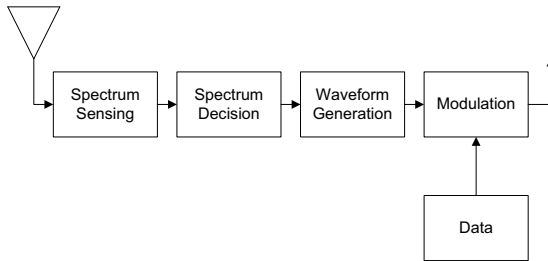 Spectrum
Sensing
Spectrum
Decision
Waveform
Generation
Modulation
Data